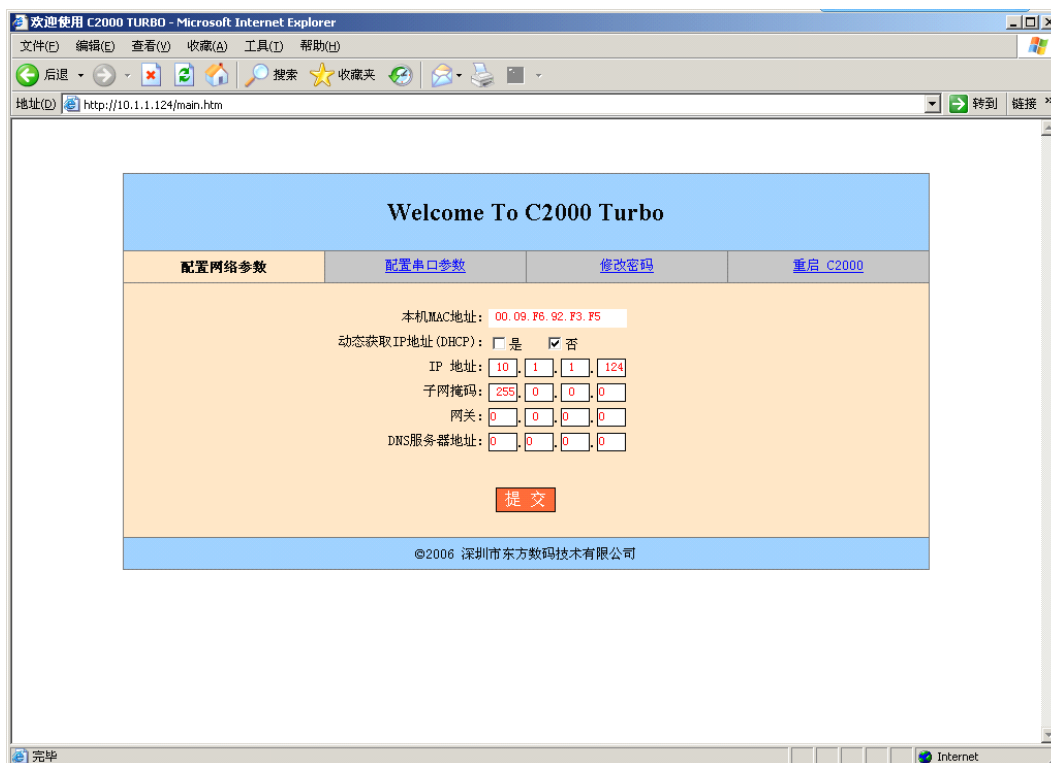 欢迎使用 C2000 TURBO - Microsoft Internet Explorer
文件(F) 编辑(E) 查看(V) 收藏(A) 工具(T) 帮助(H)
后退 搜索 收藏夹
地址(D) http://10.1.1.124/main.htm 转到 链接 »
Welcome To C2000 Turbo
配置网络参数 配置串口参数 修改密码 重启 C2000
本机MAC地址: 00.09.F6.92.F3.F5
动态获取IP地址(DHCP): 是 否
IP 地址: 10 . 1 . 1 . 124
子网掩码: 255 . 0 . 0 . 0
网关: 0 . 0 . 0 . 0
DNS服务器地址: 0 . 0 . 0 . 0
提 交
©2006 深圳市东方数码技术有限公司
完毕 Internet